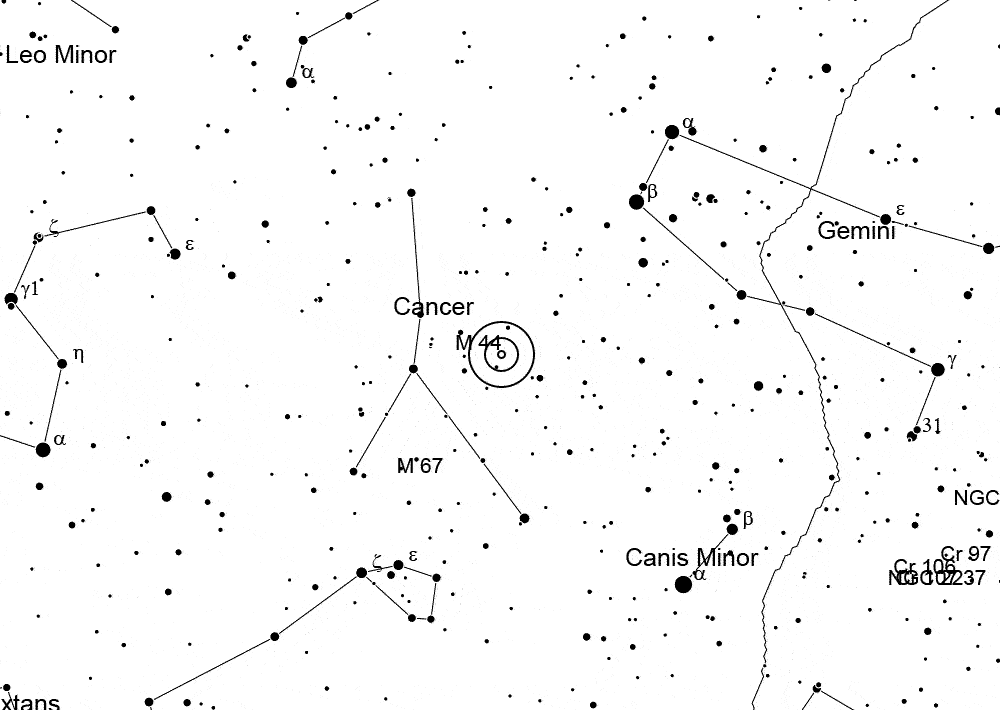 Leo Minor
α
α
β
ζ
ε
ε
Gemini
γ1
Cancer
M 44
η
γ
31
α
M 67
NGC
β
Canis Minor
Cr 97
Cr 106
ζ
ε
α
xtans